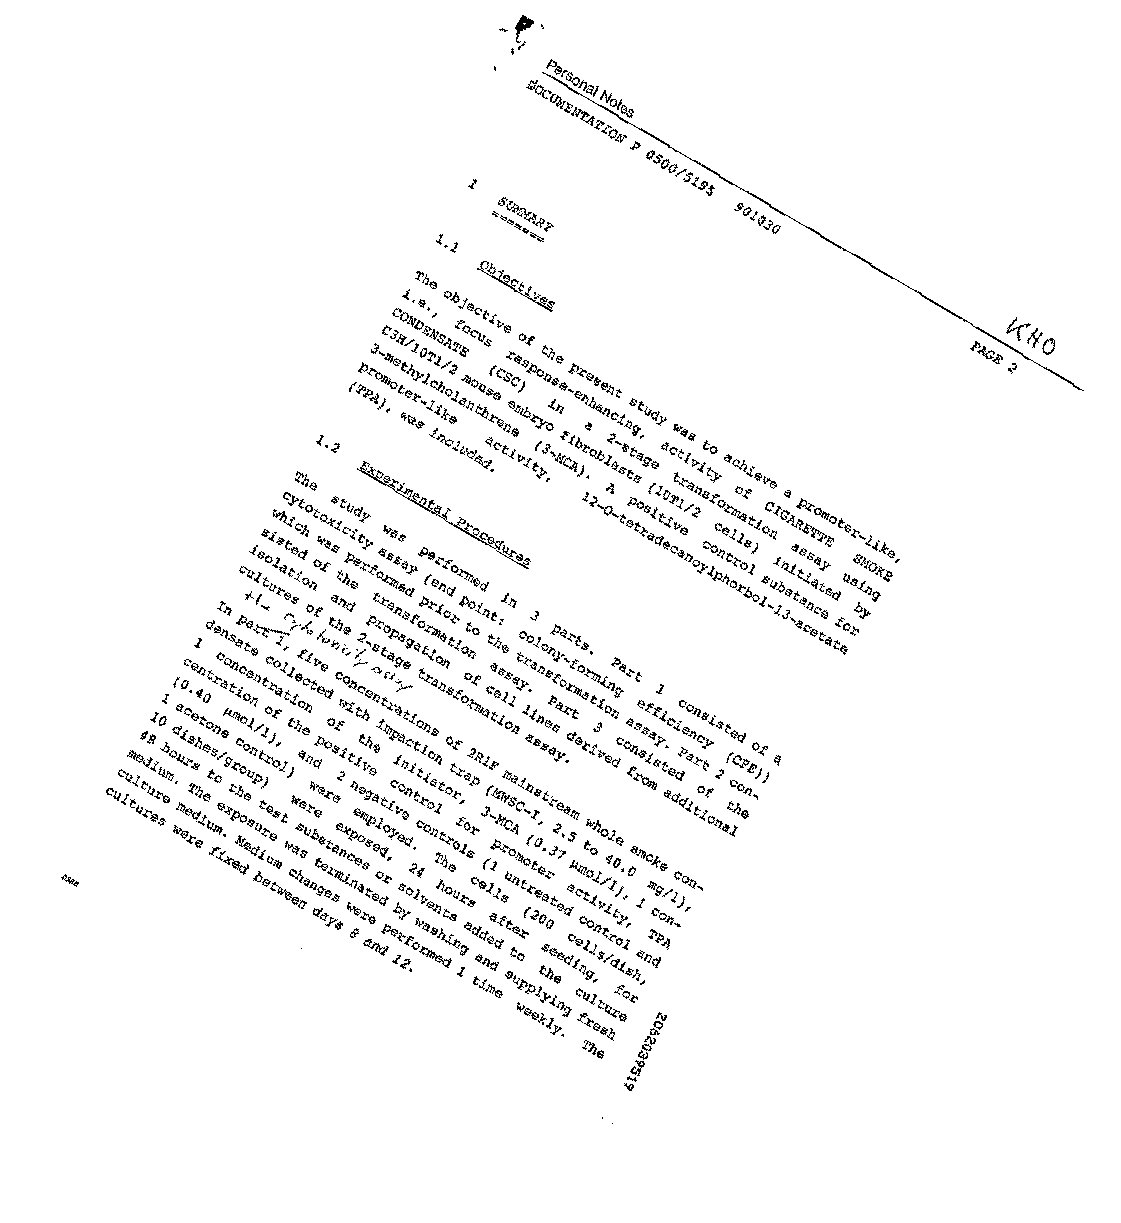 Personal Notes
DOCUMENTATION P 0500/5195 901030
KHO
PAGE 2
1 SUMMARY
=======
1.1 Objectives
The objective of the present study was to achieve a promoter-like,
i.e., focus response-enhancing, activity of CIGARETTE SMOKE
CONDENSATE (CSC) in a 2-stage transformation assay using
C3H/10T1/2 mouse embryo fibroblasts (10T1/2 cells) initiated by
3-methylcholanthrene (3-MCA). A positive control substance for
promoter-like activity, 12-O-tetradecanoylphorbol-13-acetate
(TPA), was included.
1.2 Experimental Procedures
The study was performed in 3 parts. Part 1 consisted of a
cytotoxicity assay (end point: colony-forming efficiency (CFE))
which was performed prior to the transformation assay. Part 2 con-
sisted of the transformation assay. Part 3 consisted of the
isolation and propagation of cell lines derived from additional
cultures of the 2-stage transformation assay.
the cytotoxicity assay
In part 1, five concentrations of 2R1F mainstream whole smoke con-
densate collected with impaction trap (MWSC-I, 2.5 to 40.0 mg/l),
1 concentration of the initiator, 3-MCA (0.37 µmol/l), 1 con-
centration of the positive control for promoter activity, TPA
(0.40 µmol/l), and 2 negative controls (1 untreated control and
1 acetone control) were employed. The cells (200 cells/dish,
10 dishes/group) were exposed, 24 hours after seeding, for
48 hours to the test substances or solvents added to the culture
medium. The exposure was terminated by washing and supplying fresh
culture medium. Medium changes were performed 1 time weekly. The
cultures were fixed between days 8 and 12.
2062039519